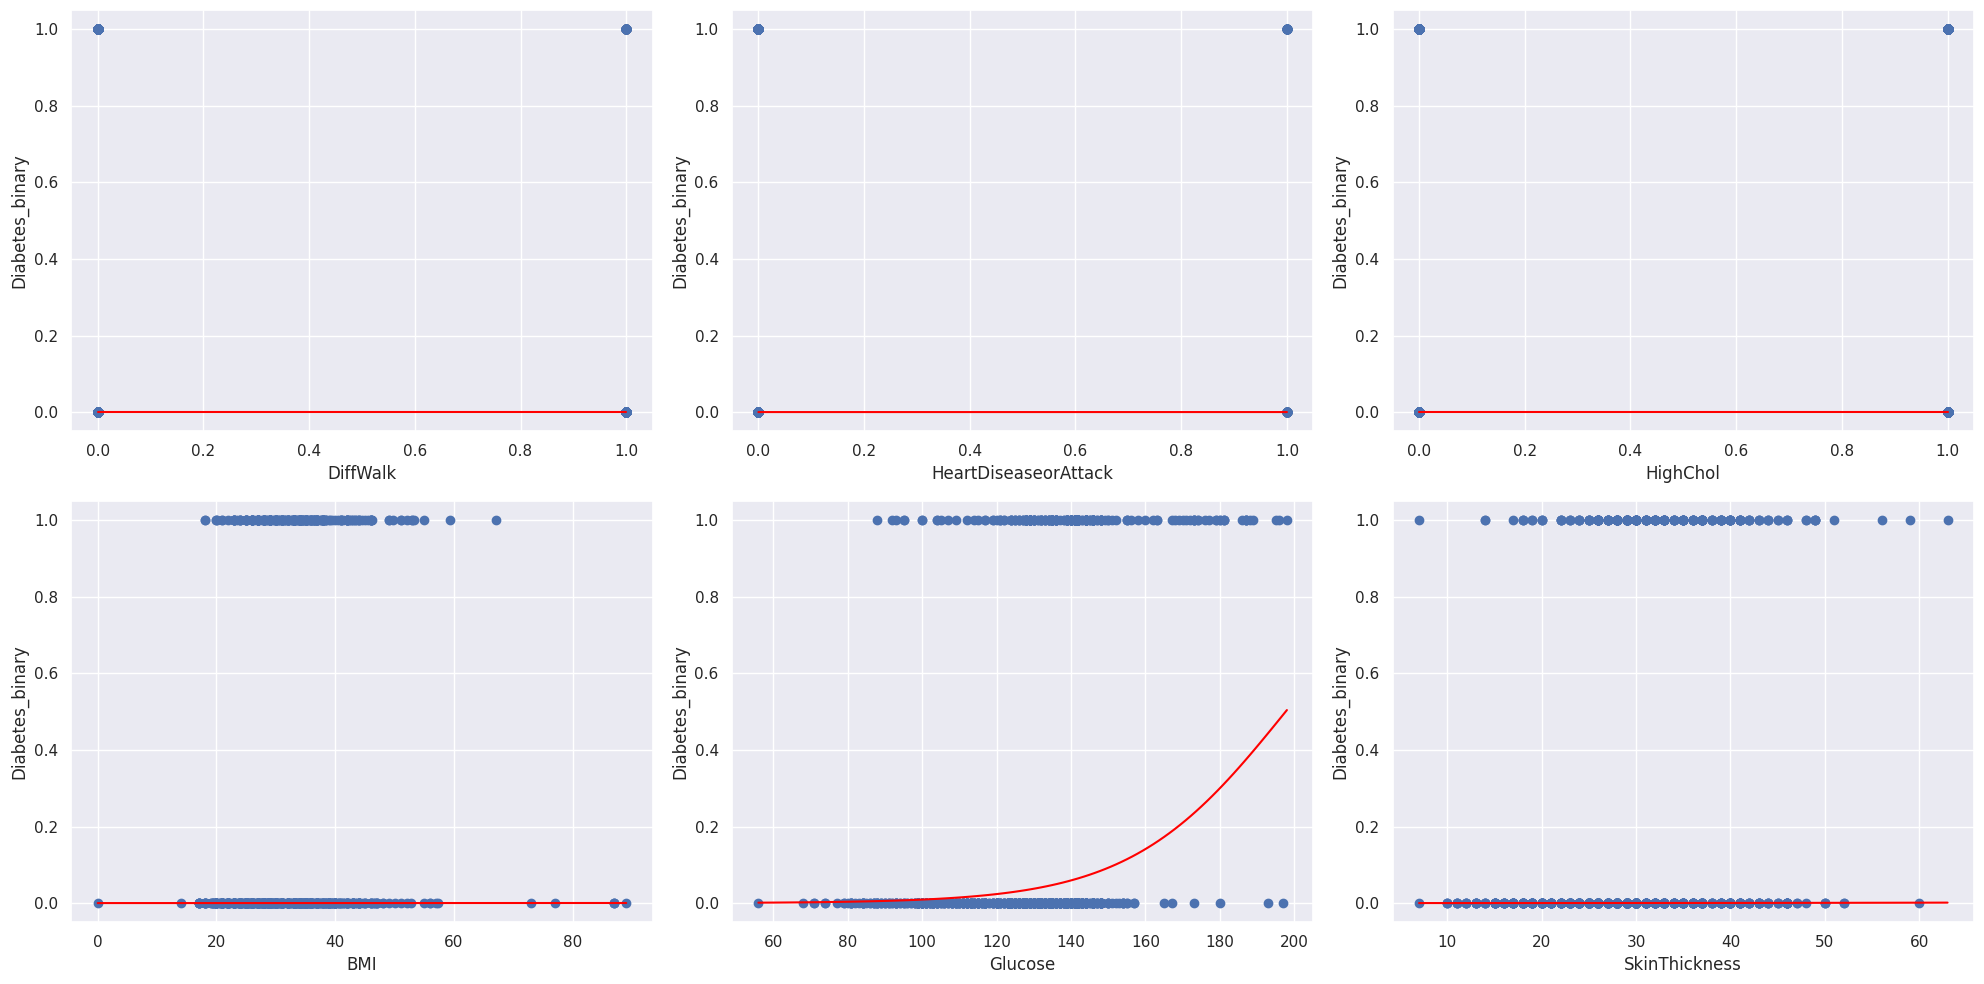 1.0
0.8
0.6
0.4
0.2
0.0
Diabetes_binary
0.0 0.2 0.4 0.6 0.8 1.0
DiffWalk
1.0
0.8
0.6
0.4
0.2
0.0
Diabetes_binary
0.0 0.2 0.4 0.6 0.8 1.0
HeartDiseaseorAttack
1.0
0.8
0.6
0.4
0.2
0.0
Diabetes_binary
0.0 0.2 0.4 0.6 0.8 1.0
HighChol
1.0
0.8
0.6
0.4
0.2
0.0
Diabetes_binary
0 20 40 60 80
BMI
1.0
0.8
0.6
0.4
0.2
0.0
Diabetes_binary
60 80 100 120 140 160 180 200
Glucose
1.0
0.8
0.6
0.4
0.2
0.0
Diabetes_binary
10 20 30 40 50 60
SkinThickness